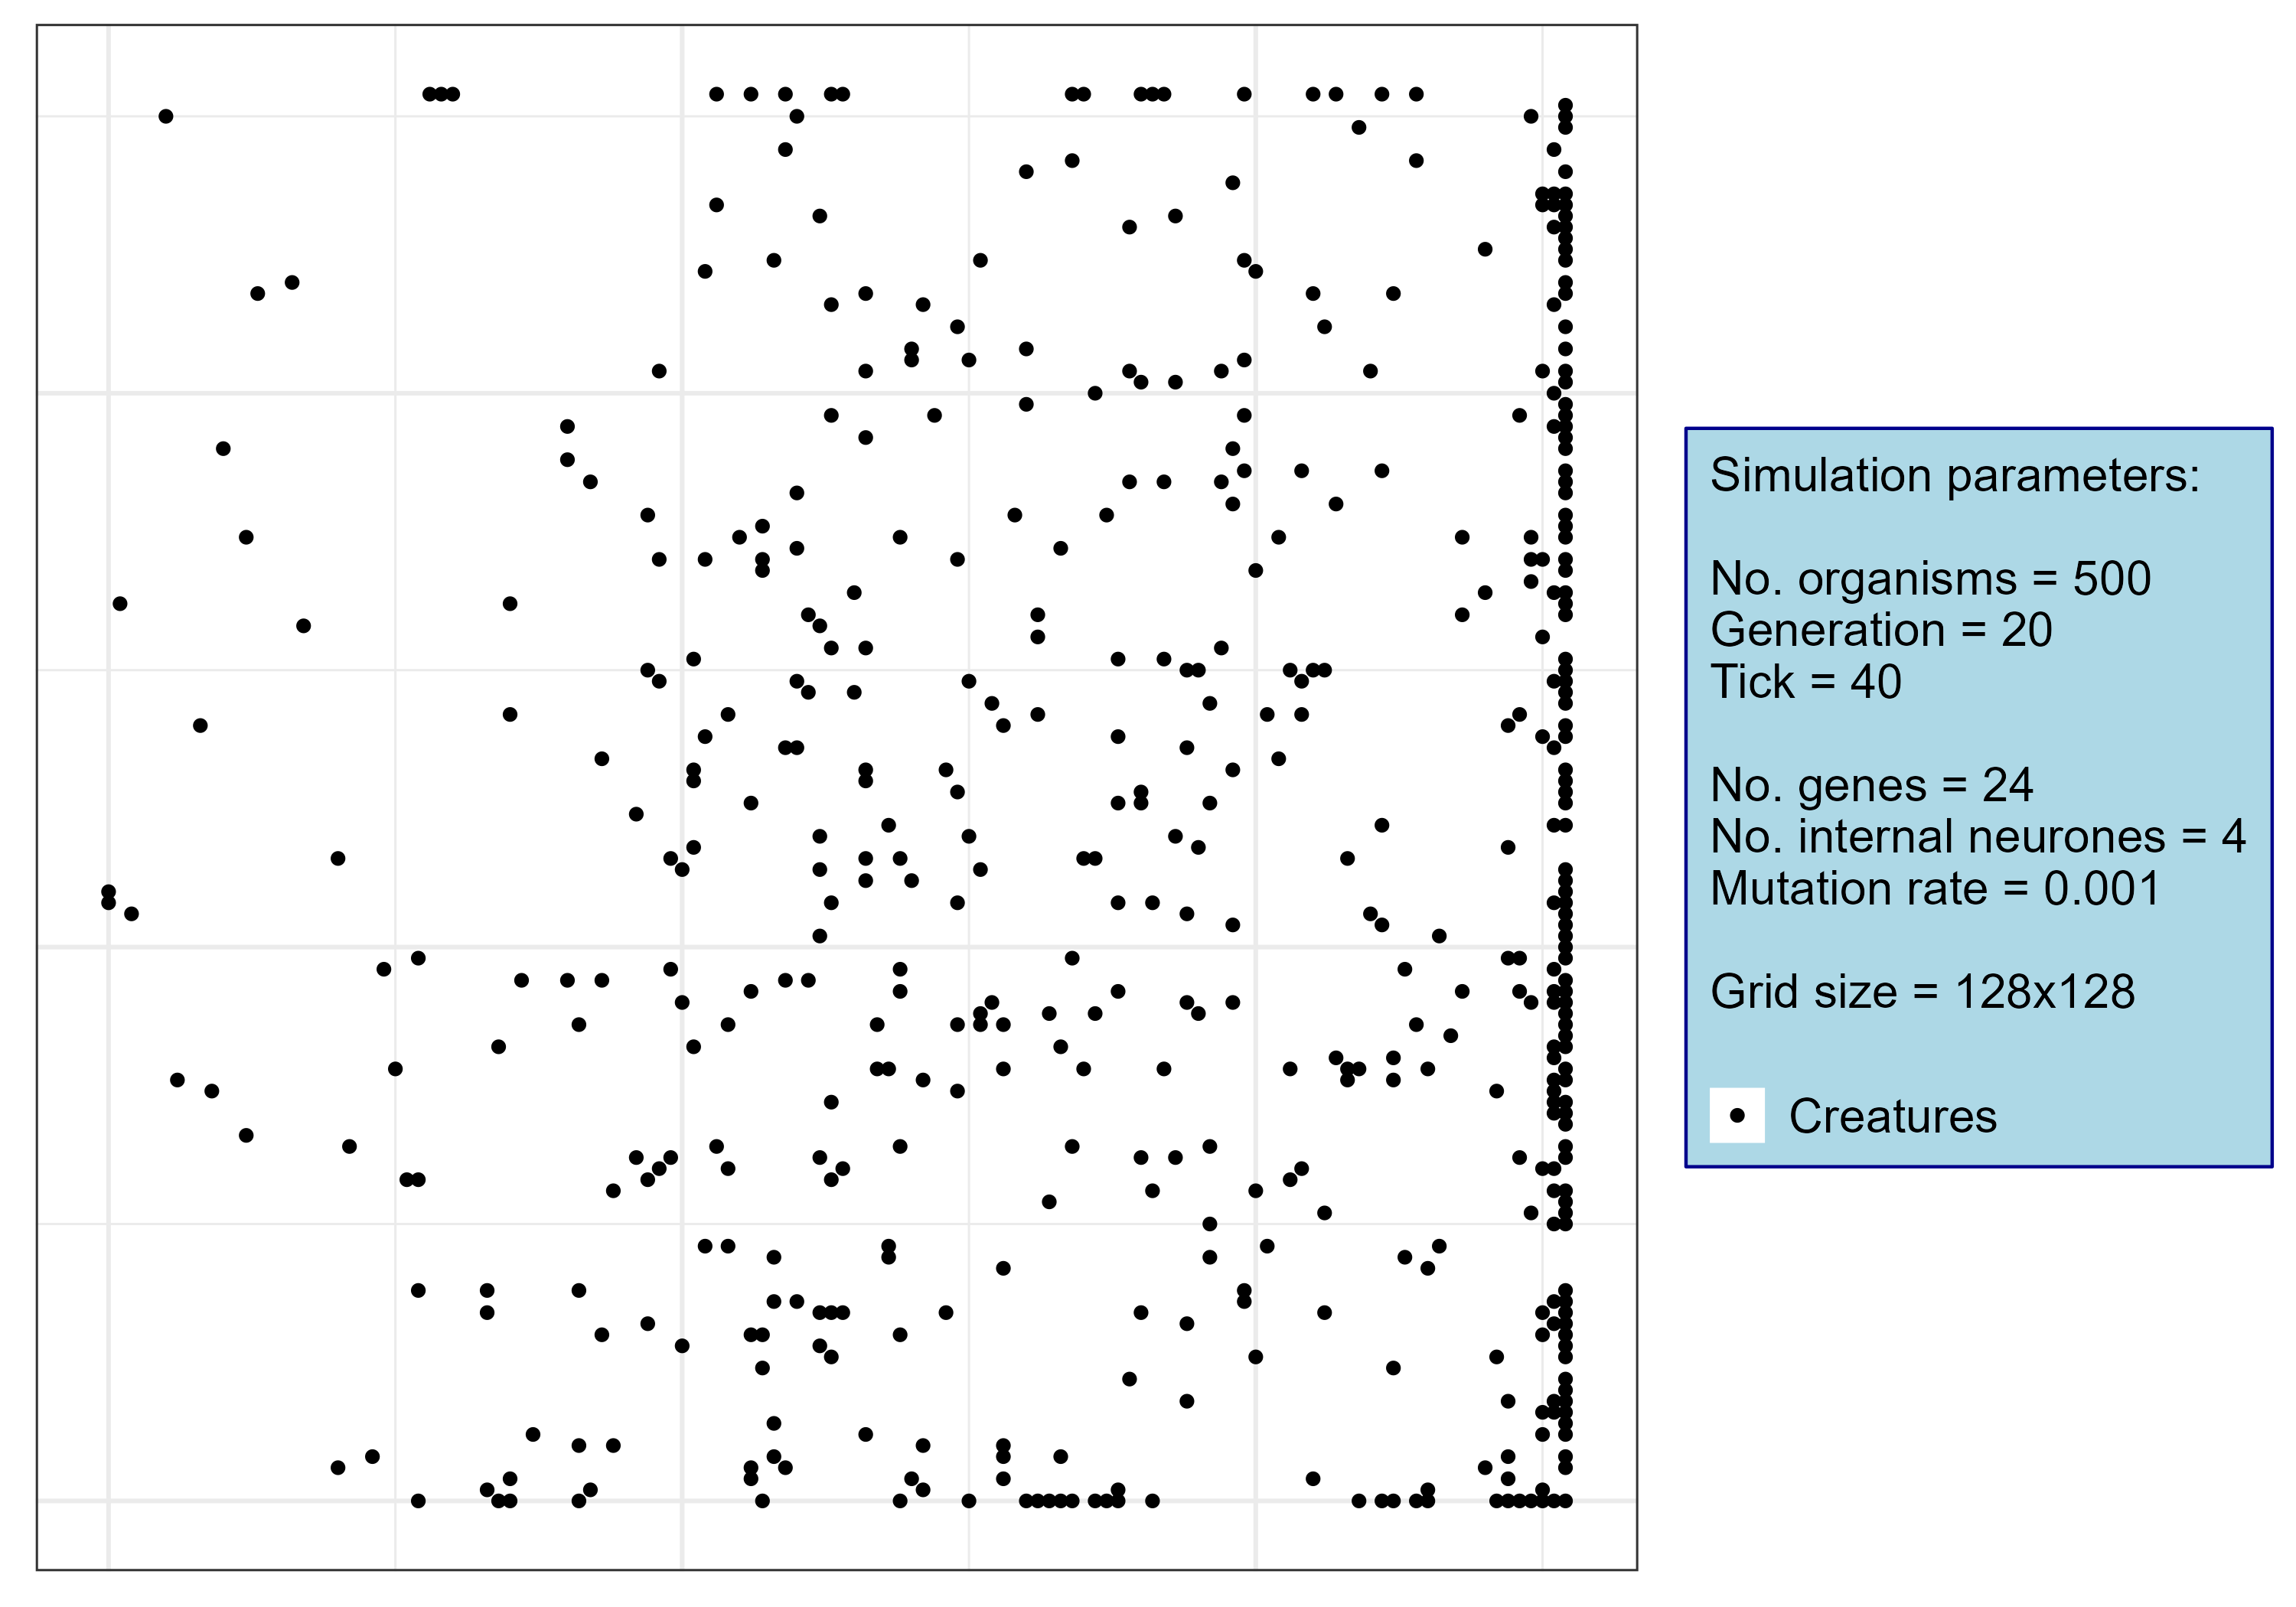 Simulation parameters:
No. organisms = 500
Generation = 20
Tick = 40
No. genes = 24
No. internal neurones = 4
Mutation rate = 0.001
Grid size = 128x128
Creatures